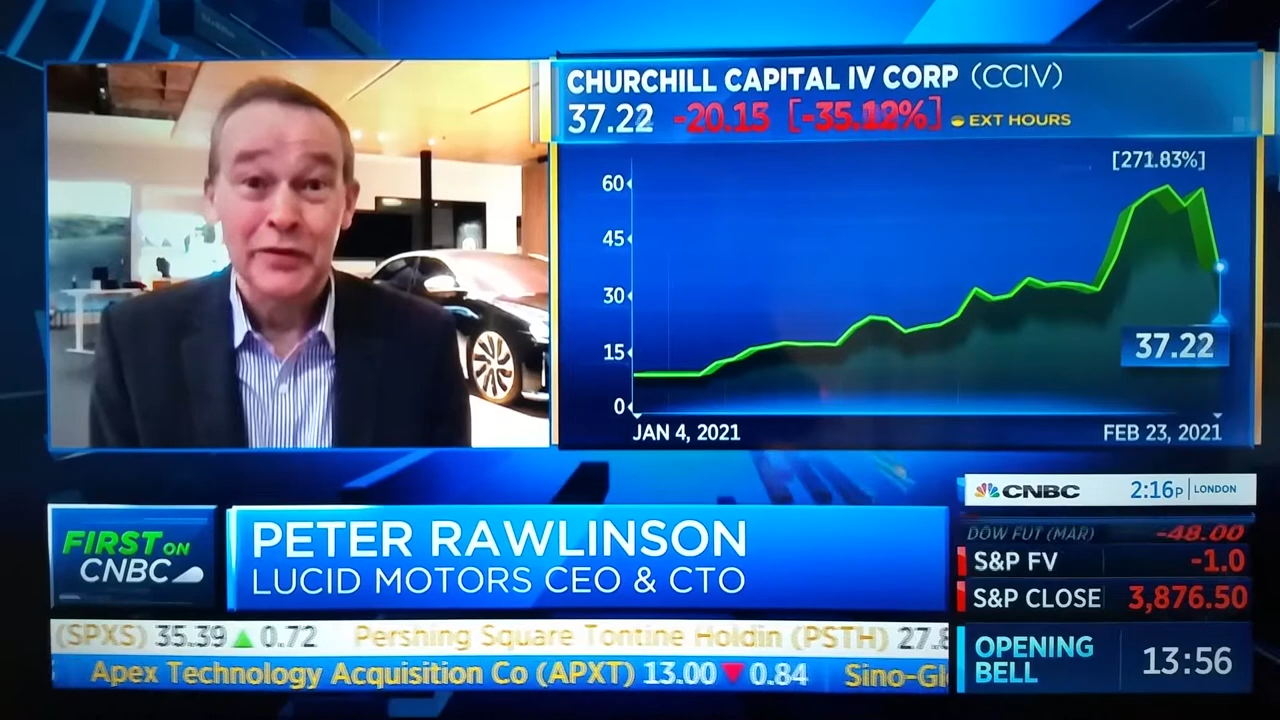 CHURCHILL CAPITAL IV CORP (CCIV)
37.22 -20.15 [-35.12%] EXT HOURS
[271.83%]
60
45
30
15
0
37.22
JAN 4, 2021 FEB 23, 2021
CNBC 2:16P LONDON
FIRST ON
CNBC
PETER RAWLINSON
LUCID MOTORS CEO & CTO
DOW FUT (MAR) -48.00
S&P FV -1.0
S&P CLOSE 3,876.50
(SPXS) 35.39 ▲ 0.72 Pershing Square Tontine Holdin (PSTH) 27.8
Apex Technology Acquisition Co (APXT) 13.00 ▼ 0.84 Sino-Gl
OPENING
BELL
13:56